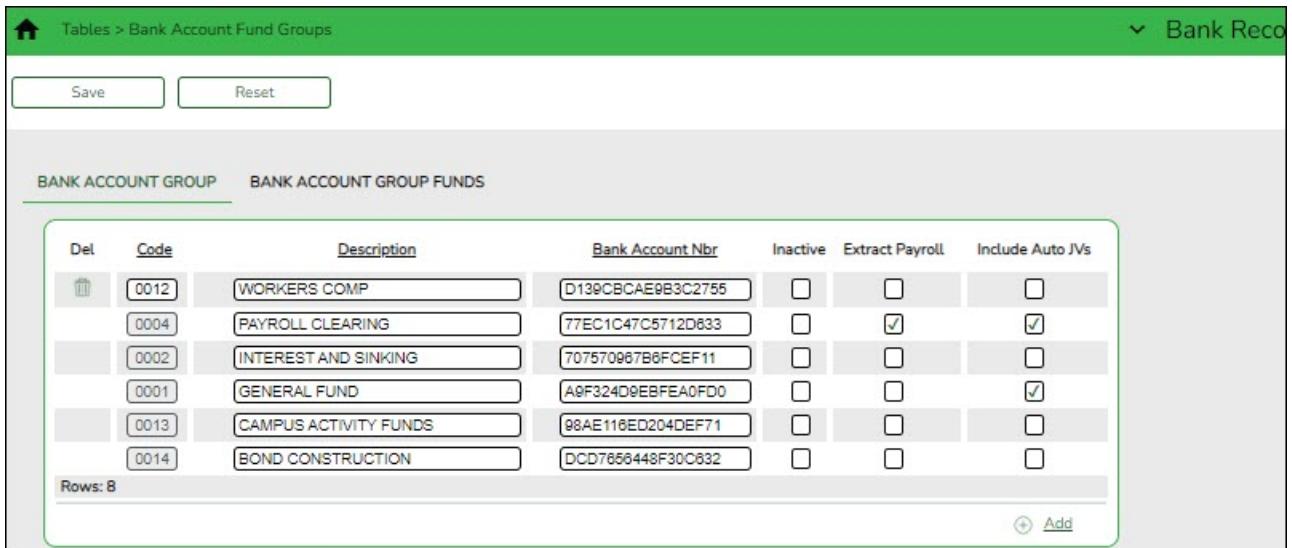 Tables > Bank Account Fund Groups Bank Reco
Save Reset
BANK ACCOUNT GROUP BANK ACCOUNT GROUP FUNDS
Del Code Description Bank Account Nbr Inactive Extract Payroll Include Auto JVs
0012 WORKERS COMP D139CBCAE9B3C2755
0004 PAYROLL CLEARING 77EC1C47C5712D633
0002 INTEREST AND SINKING 707570967B6FCEF11
0001 GENERAL FUND A9F324D9EBFEA0FD0
0013 CAMPUS ACTIVITY FUNDS 98AE116ED204DEF71
0014 BOND CONSTRUCTION DCD7656448F30C632
Rows: 8
Add